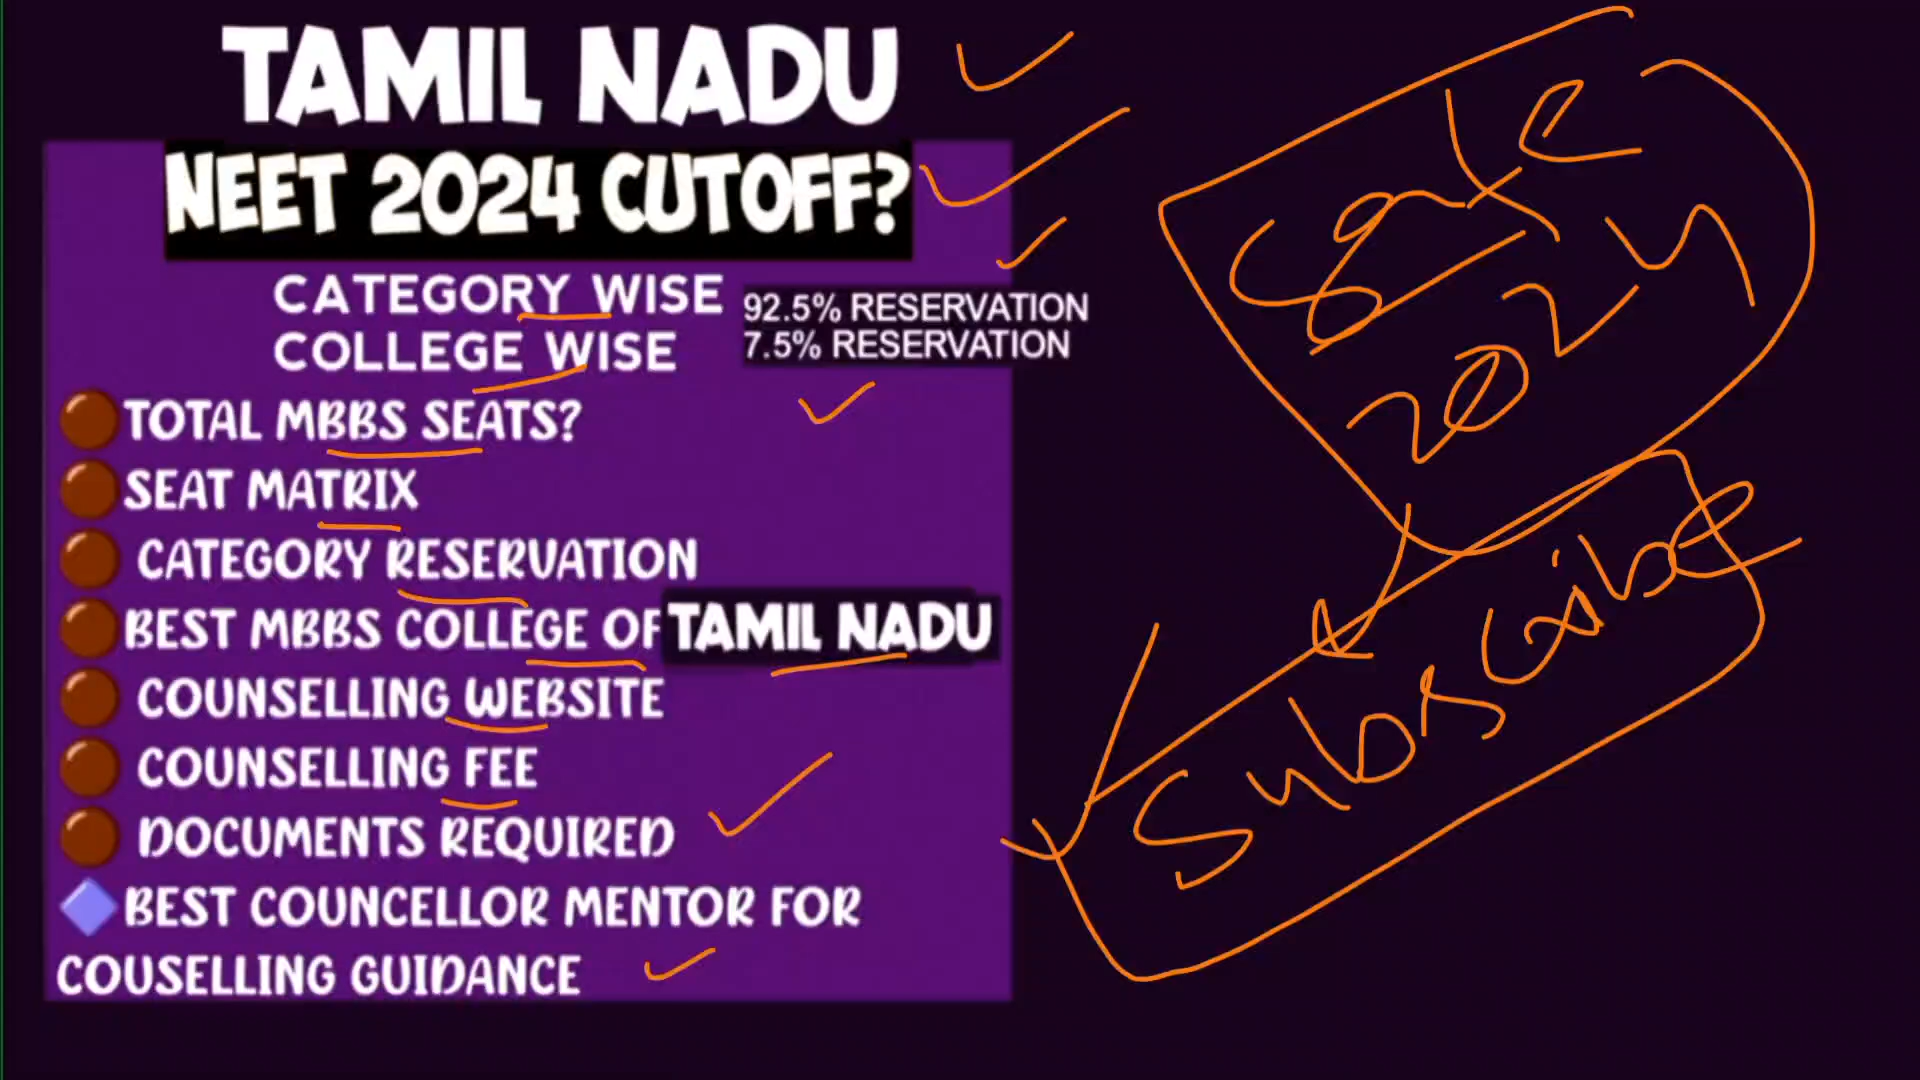 TAMIL NADU
NEET 2024 CUTOFF?
CATEGORY WISE
COLLEGE WISE
92.5% RESERVATION
7.5% RESERVATION
TOTAL MBBS SEATS?
SEAT MATRIX
CATEGORY RESERVATION
BEST MBBS COLLEGE OF TAMIL NADU
COUNSELLING WEBSITE
COUNSELLING FEE
DOCUMENTS REQUIRED
BEST COUNCELLOR MENTOR FOR
COUSELLING GUIDANCE
2024
Subscribe